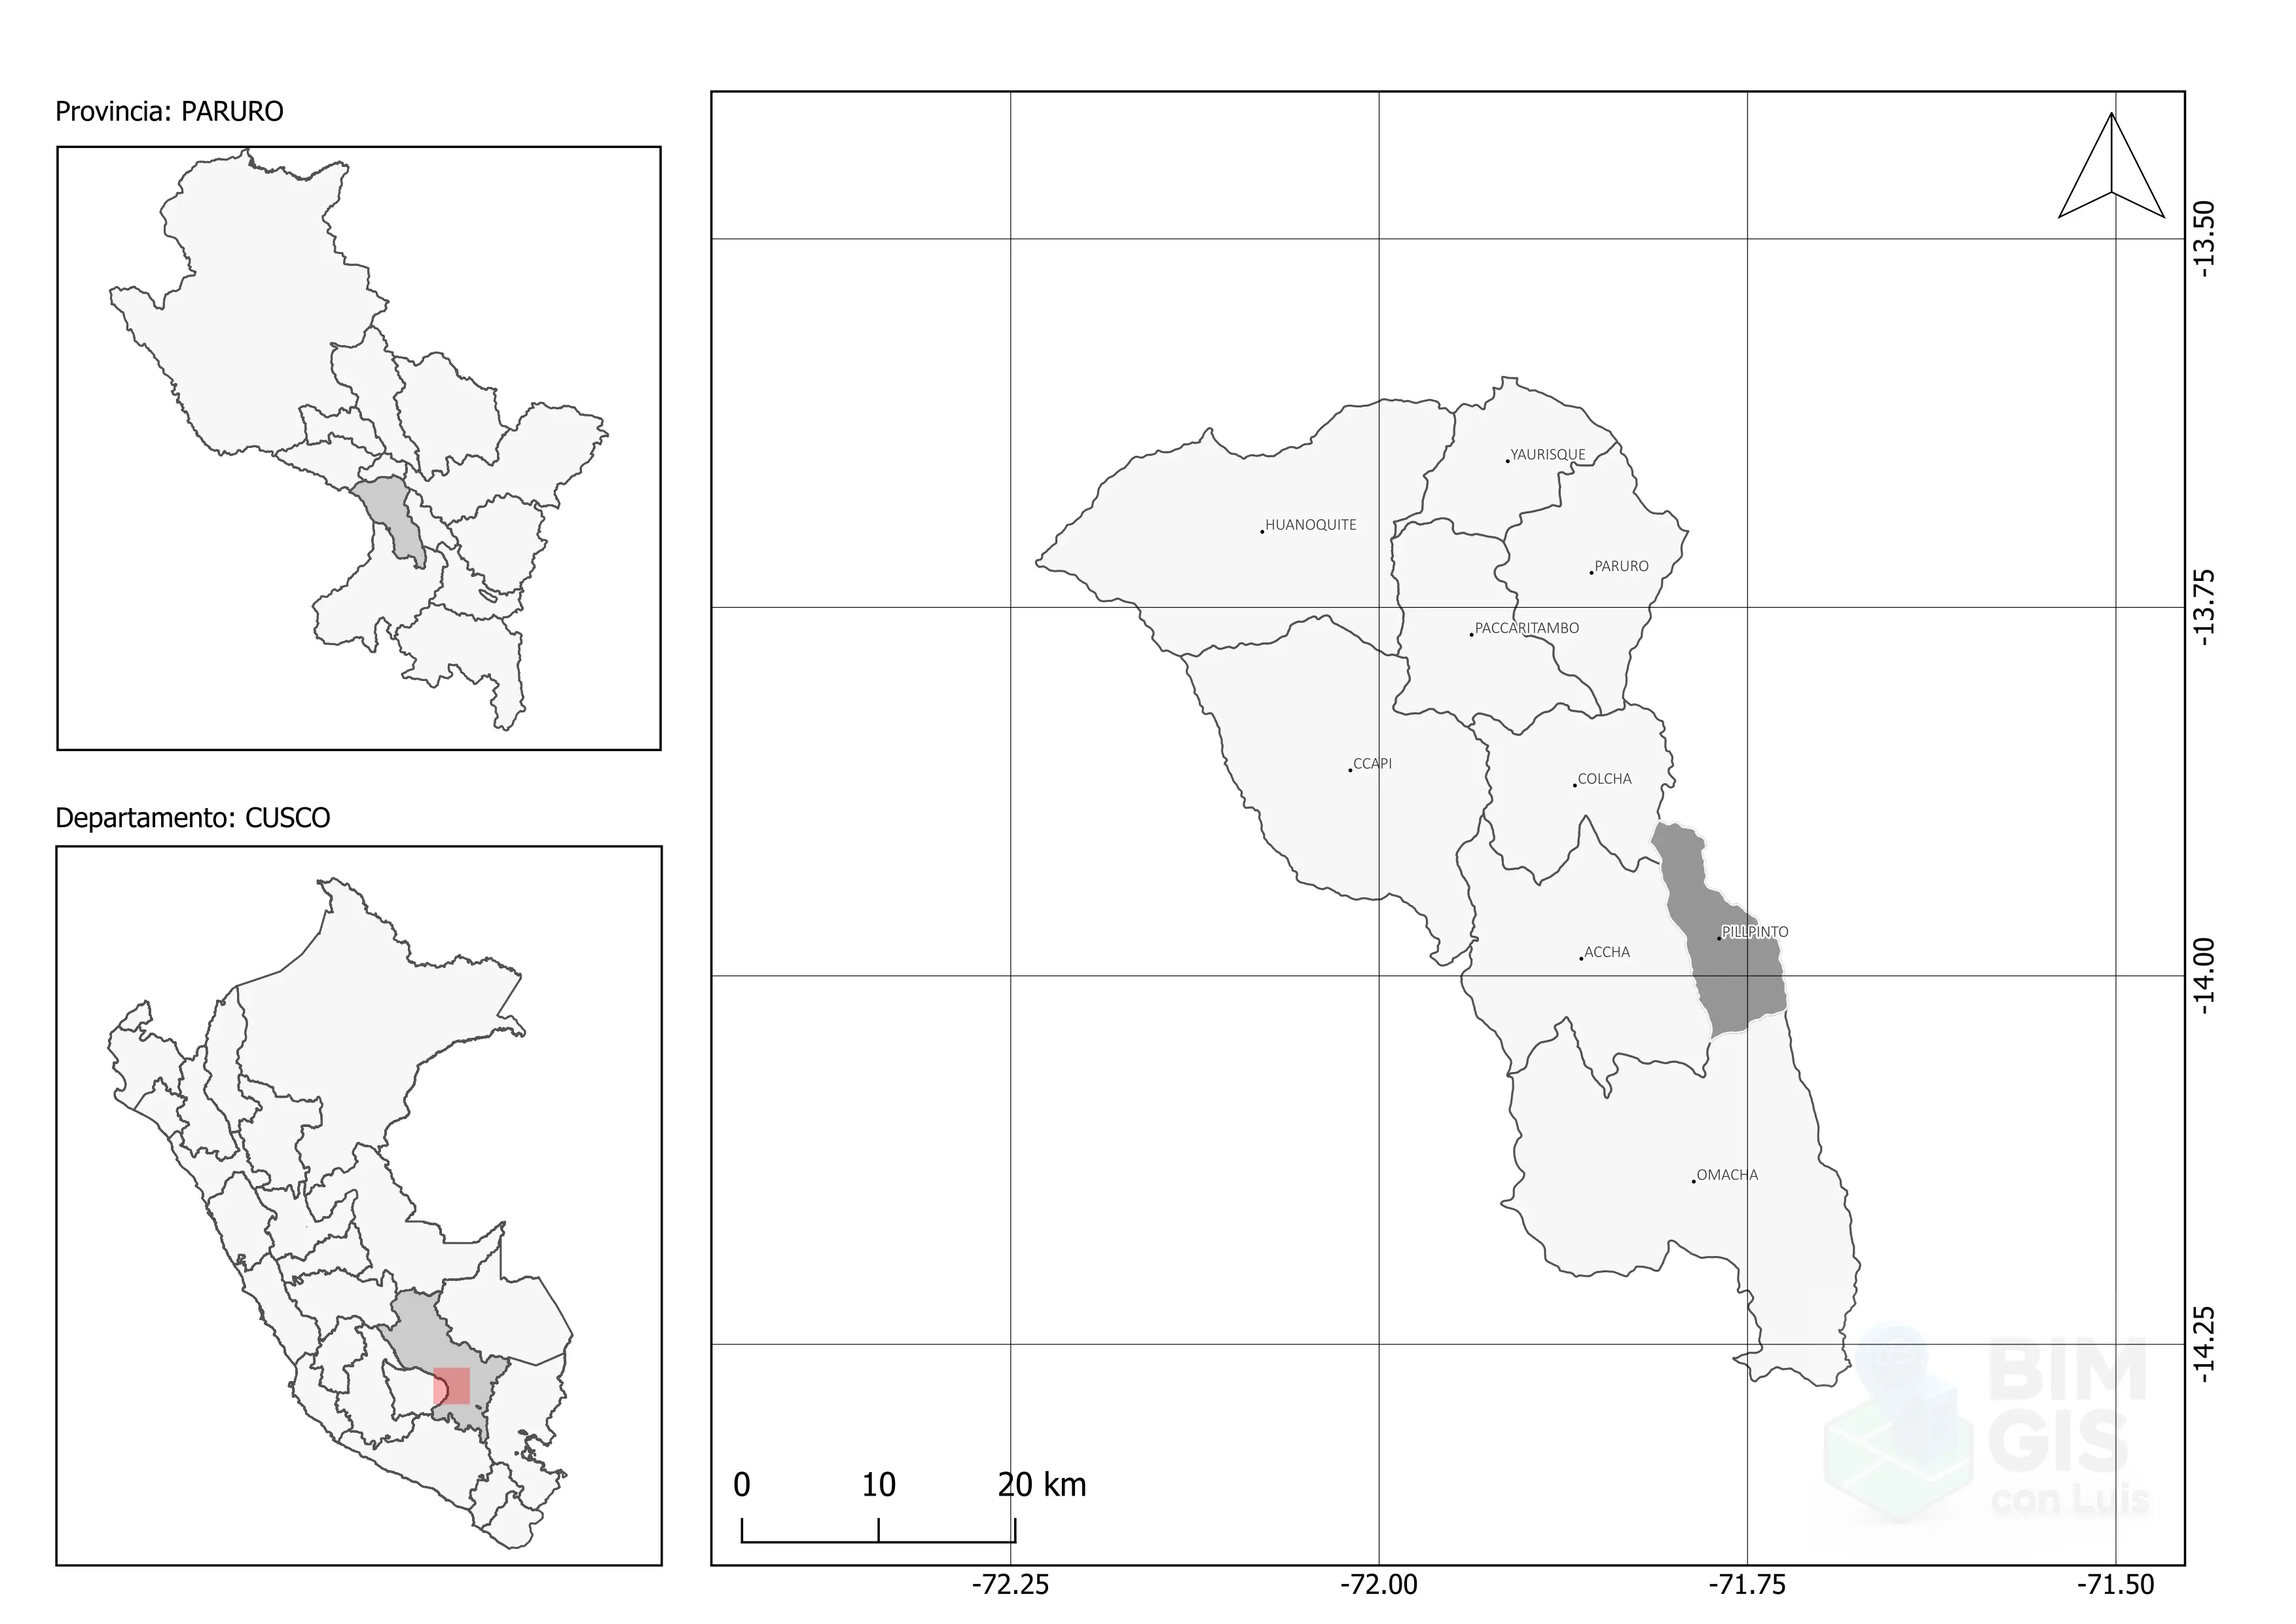 Provincia: PARURO
Departamento: CUSCO
YAURISQUE
HUANOQUITE
PARURO
PACCARITAMBO
CCAPI
COLCHA
PILLPINTO
ACCHA
OMACHA
-13.50
-13.75
-14.00
-14.25
0 10 20 km
BIM
GIS
con Luis
-72.25 -72.00 -71.75 -71.50